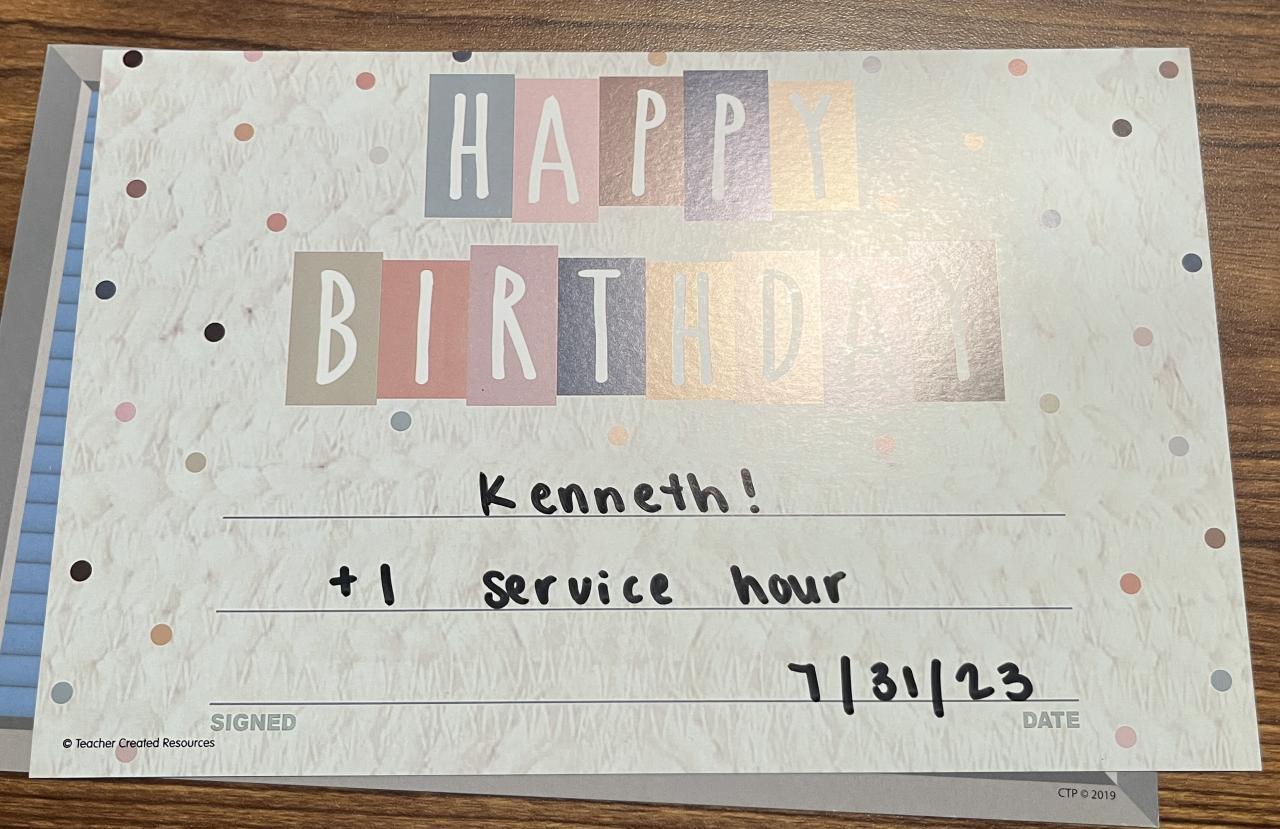 HAPPY
BIRTHDAY
Kenneth!
+1 service hour
7/31/23
SIGNED DATE
© Teacher Created Resources
CTP © 2019